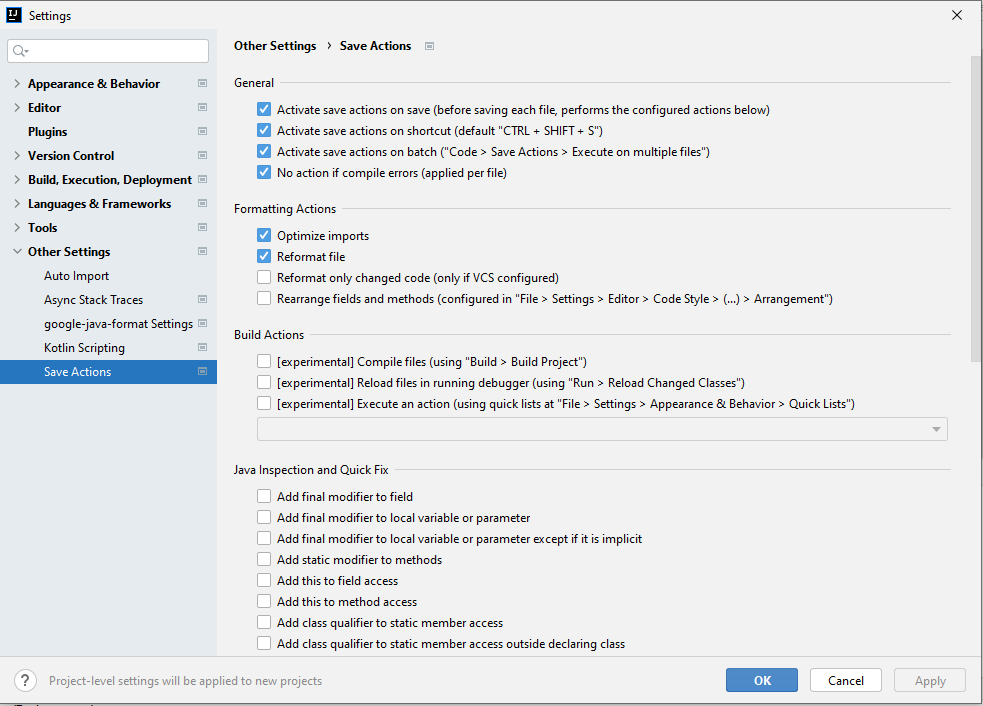 Settings
Other Settings › Save Actions
Appearance & Behavior
Editor
Plugins
Version Control
Build, Execution, Deployment
Languages & Frameworks
Tools
Other Settings
Auto Import
Async Stack Traces
google-java-format Settings
Kotlin Scripting
Save Actions
General
Activate save actions on save (before saving each file, performs the configured actions below)
Activate save actions on shortcut (default "CTRL + SHIFT + S")
Activate save actions on batch ("Code > Save Actions > Execute on multiple files")
No action if compile errors (applied per file)
Formatting Actions
Optimize imports
Reformat file
Reformat only changed code (only if VCS configured)
Rearrange fields and methods (configured in "File > Settings > Editor > Code Style > (...) > Arrangement")
Build Actions
[experimental] Compile files (using "Build > Build Project")
[experimental] Reload files in running debugger (using "Run > Reload Changed Classes")
[experimental] Execute an action (using quick lists at "File > Settings > Appearance & Behavior > Quick Lists")
Java Inspection and Quick Fix
Add final modifier to field
Add final modifier to local variable or parameter
Add final modifier to local variable or parameter except if it is implicit
Add static modifier to methods
Add this to field access
Add this to method access
Add class qualifier to static member access
Add class qualifier to static member access outside declaring class
? Project-level settings will be applied to new projects
OK Cancel Apply